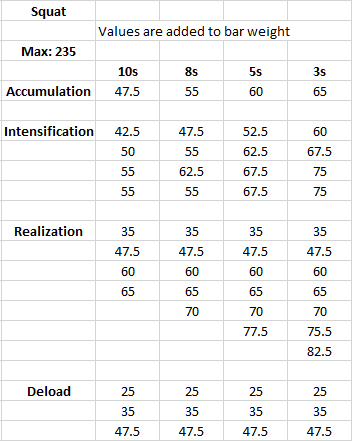 Squat
Values are added to bar weight
Max: 235
10s 8s 5s 3s
Accumulation 47.5 55 60 65
Intensification 42.5 47.5 52.5 60
50 55 62.5 67.5
55 62.5 67.5 75
55 55 67.5 75
Realization 35 35 35 35
47.5 47.5 47.5 47.5
60 60 60 60
65 65 65 65
70 70 70
77.5 75.5
82.5
Deload 25 25 25 25
35 35 35 35
47.5 47.5 47.5 47.5